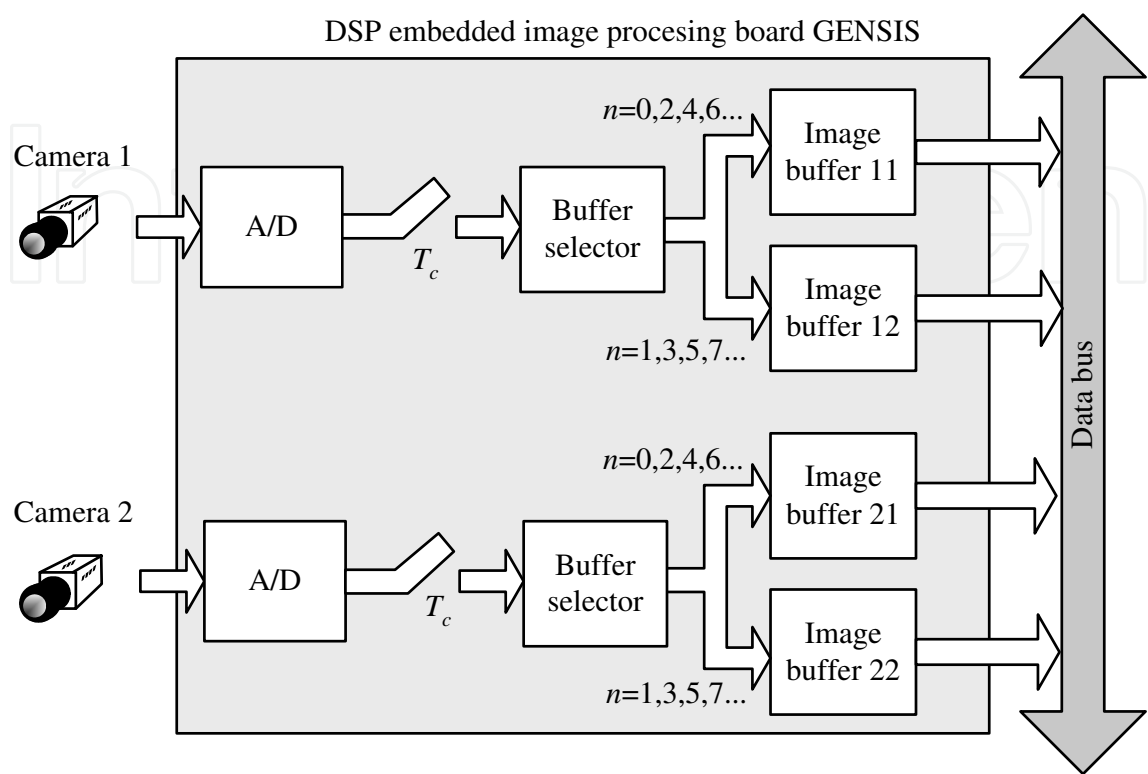 DSP embedded image procesing board GENSIS
Camera 1
A/D
T_c
Buffer
selector
n=0,2,4,6...
n=1,3,5,7...
Image
buffer 11
Image
buffer 12
Camera 2
A/D
T_c
Buffer
selector
n=0,2,4,6...
n=1,3,5,7...
Image
buffer 21
Image
buffer 22
Data bus